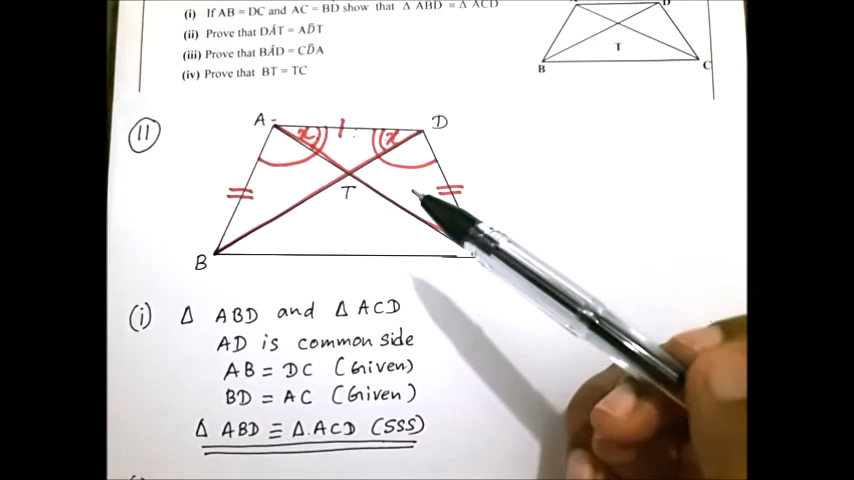 (i) If AB = DC and AC = BD show that Δ ABD ≡ Δ ACD
(ii) Prove that DÂT = AD̂T
(iii) Prove that BÂD = CD̂A
(iv) Prove that BT = TC
D
T
B
C
11
A
D
x
x
T
B
(i) Δ ABD and Δ ACD
AD is common side
AB = DC (Given)
BD = AC (Given)
Δ ABD ≡ Δ.ACD (SSS)